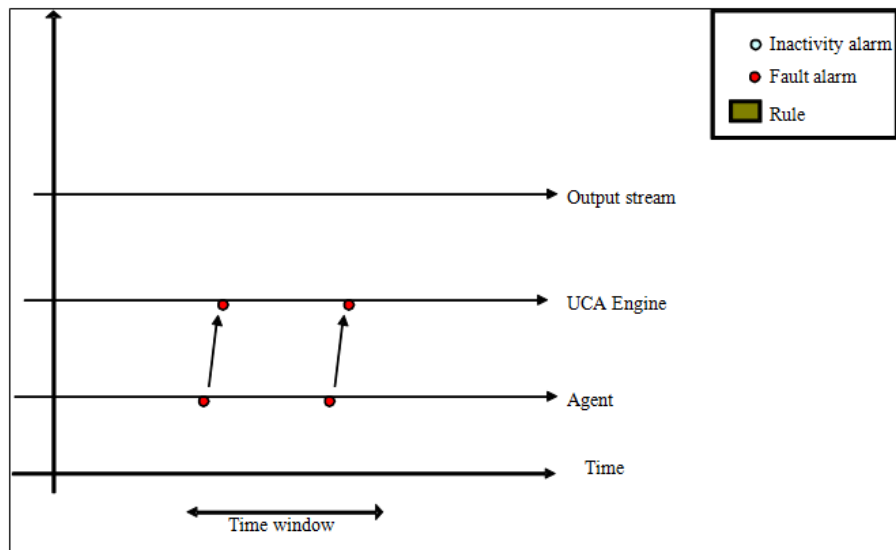 Inactivity alarm
Fault alarm
Rule
Output stream
UCA Engine
Agent
Time
Time window